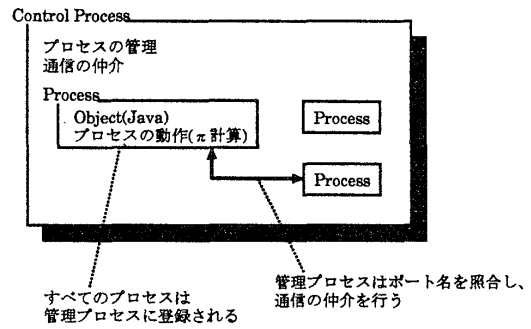 Control Process
プロセスの管理
通信の仲介
Process
Object(Java)
プロセスの動作(π計算)
Process
Process
すべてのプロセスは
管理プロセスに登録される
管理プロセスはポート名を照合し、
通信の仲介を行う